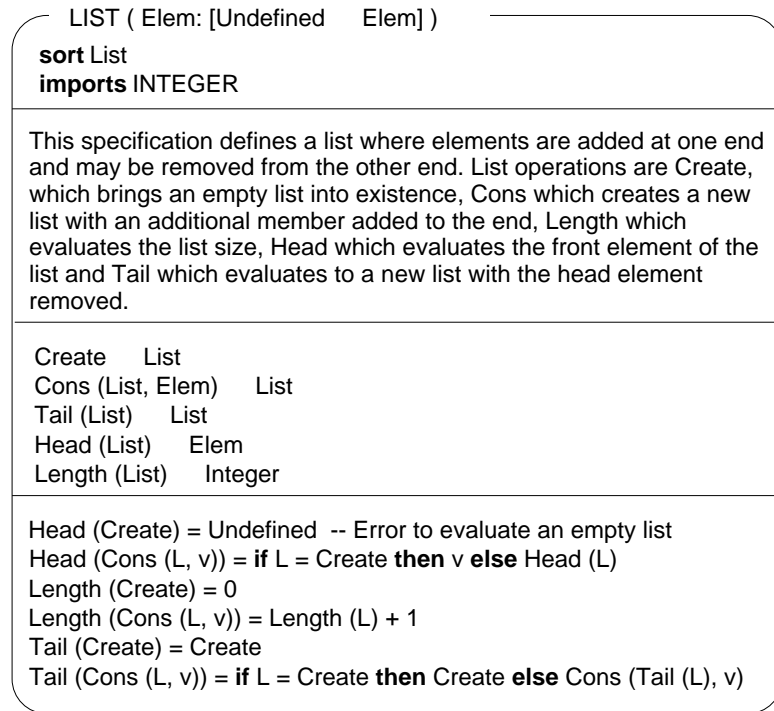 LIST ( Elem: [Undefined Elem] )
sort List
imports INTEGER
This specification defines a list where elements are added at one end
and may be removed from the other end. List operations are Create,
which brings an empty list into existence, Cons which creates a new
list with an additional member added to the end, Length which
evaluates the list size, Head which evaluates the front element of the
list and Tail which evaluates to a new list with the head element
removed.
Create List
Cons (List, Elem) List
Tail (List) List
Head (List) Elem
Length (List) Integer
Head (Create) = Undefined -- Error to evaluate an empty list
Head (Cons (L, v)) = if L = Create then v else Head (L)
Length (Create) = 0
Length (Cons (L, v)) = Length (L) + 1
Tail (Create) = Create
Tail (Cons (L, v)) = if L = Create then Create else Cons (Tail (L), v)